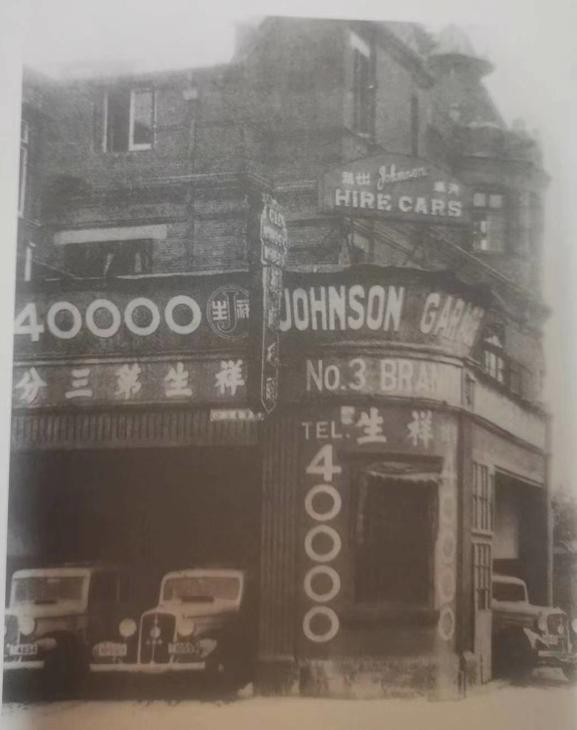 租出 Johnson 車汽
HIRE CARS
40000 生J祥
JOHNSON GARA
分三第生祥
No.3 BRAN
TEL. 生祥
40000